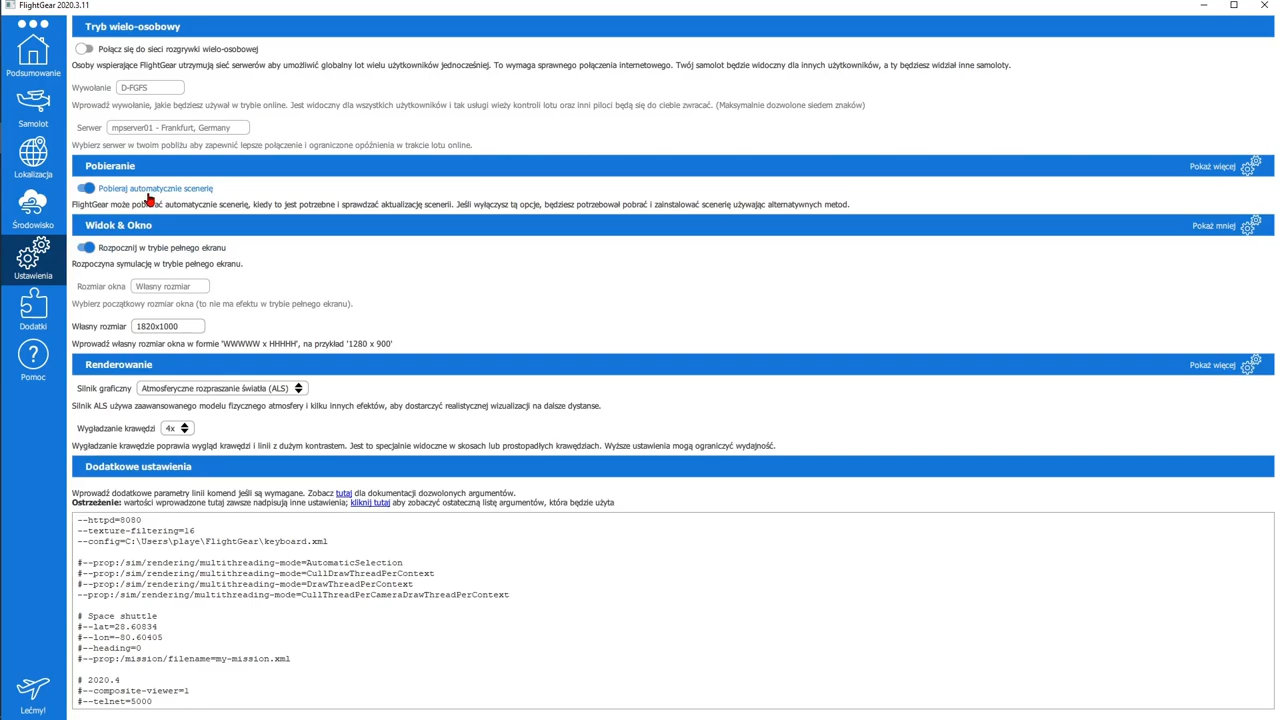 FlightGear 2020.3.11
Podsumowanie
Samolot
Lokalizacja
Środowisko
Ustawienia
Dodatki
Pomoc
Lećmy!
Tryb wielo-osobowy
Połącz się do sieci rozgrywki wielo-osobowej
Osoby wspierające FlightGear utrzymują sieć serwerów aby umożliwić globalny lot wielu użytkowników jednocześniej. To wymaga sprawnego połączenia internetowego. Twój samolot będzie widoczny dla innych użytkowników, a ty będziesz widział inne samoloty.
Wywołanie D-FGFS
Wprowadź wywołanie, jakie będziesz używał w trybie online. Jest widoczny dla wszystkich użytkowników i tak usługi wieży kontroli lotu oraz inni piloci będą się do ciebie zwracać. (Maksymalnie dozwolone siedem znaków)
Serwer mpserver01 - Frankfurt, Germany
Wybierz serwer w twoim pobliżu aby zapewnić lepsze połączenie i ograniczone opóźnienia w trakcie lotu online.
Pobieranie Pokaż więcej
Pobieraj automatycznie scenerię
FlightGear może pobierać automatycznie scenerię, kiedy to jest potrzebne i sprawdzać aktualizację scenerii. Jeśli wyłączysz tą opcje, będziesz potrzebował pobrać i zainstalować scenerię używając alternatywnych metod.
Widok & Okno Pokaż mniej
Rozpocznij w trybie pełnego ekranu
Rozpoczyna symulację w trybie pełnego ekranu.
Rozmiar okna Własny rozmiar
Wybierz początkowy rozmiar okna (to nie ma efektu w trybie pełnego ekranu).
Własny rozmiar 1820x1000
Wprowadź własny rozmiar okna w formie 'WWWWW x HHHHH', na przykład '1280 x 900'
Renderowanie Pokaż więcej
Silnik graficzny Atmosferyczne rozpraszanie światła (ALS)
Silnik ALS używa zaawansowanego modelu fizycznego atmosfery i kilku innych efektów, aby dostarczyć realistycznej wizualizacji na dalsze dystanse.
Wygładzanie krawędzi 4x
Wygładzanie krawędzie poprawia wygląd krawędzi i linii z dużym kontrastem. Jest to specjalnie widoczne w skosach lub prostopadłych krawędziach. Wyższe ustawienia mogą ograniczyć wydajność.
Dodatkowe ustawienia
Wprowadź dodatkowe parametry linii komend jeśli są wymagane. Zobacz tutaj dla dokumentacji dozwolonych argumentów.
Ostrzeżenie: wartości wprowadzone tutaj zawsze nadpisują inne ustawienia; kliknij tutaj aby zobaczyć ostateczną listę argumentów, która będzie użyta
--httpd=8080
--texture-filtering=16
--config=C:\Users\playe\FlightGear\keyboard.xml
#--prop:/sim/rendering/multithreading-mode=AutomaticSelection
#--prop:/sim/rendering/multithreading-mode=CullDrawThreadPerContext
#--prop:/sim/rendering/multithreading-mode=DrawThreadPerContext
--prop:/sim/rendering/multithreading-mode=CullThreadPerCameraDrawThreadPerContext
# Space shuttle
#--lat=28.60834
#--lon=-80.60405
#--heading=0
#--prop:/mission/filename=my-mission.xml
# 2020.4
#--composite-viewer=1
#--telnet=5000